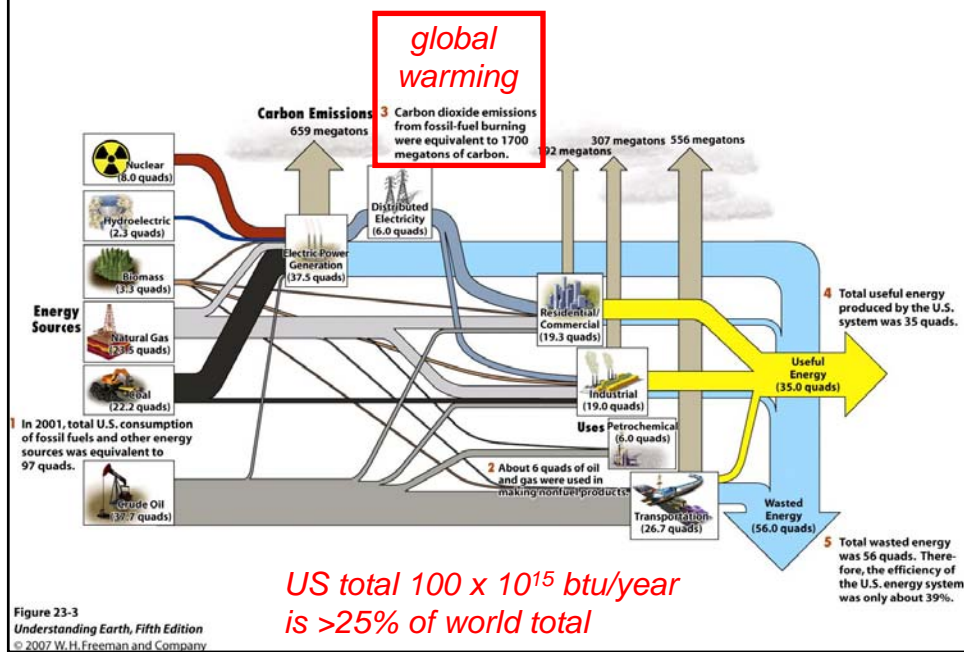 global
warming
Carbon Emissions
659 megatons
3 Carbon dioxide emissions
from fossil-fuel burning
were equivalent to 1700
megatons of carbon.
192 megatons
307 megatons
556 megatons
Nuclear
(8.0 quads)
Hydroelectric
(2.3 quads)
Biomass
(3.3 quads)
Energy
Sources
Natural Gas
(23.5 quads)
Coal
(22.2 quads)
1 In 2001, total U.S. consumption
of fossil fuels and other energy
sources was equivalent to
97 quads.
Crude Oil
(37.7 quads)
Electric Power
Generation
(37.5 quads)
Distributed
Electricity
(6.0 quads)
Residential/
Commercial
(19.3 quads)
Industrial
(19.0 quads)
Uses
Petrochemical
(6.0 quads)
2 About 6 quads of oil
and gas were used in
making nonfuel products.
Transportation
(26.7 quads)
4 Total useful energy
produced by the U.S.
system was 35 quads.
Useful
Energy
(35.0 quads)
Wasted
Energy
(56.0 quads)
5 Total wasted energy
was 56 quads. There-
fore, the efficiency of
the U.S. energy system
was only about 39%.
US total 100 x 10¹⁵ btu/year
is >25% of world total
Figure 23-3
Understanding Earth, Fifth Edition
© 2007 W. H. Freeman and Company